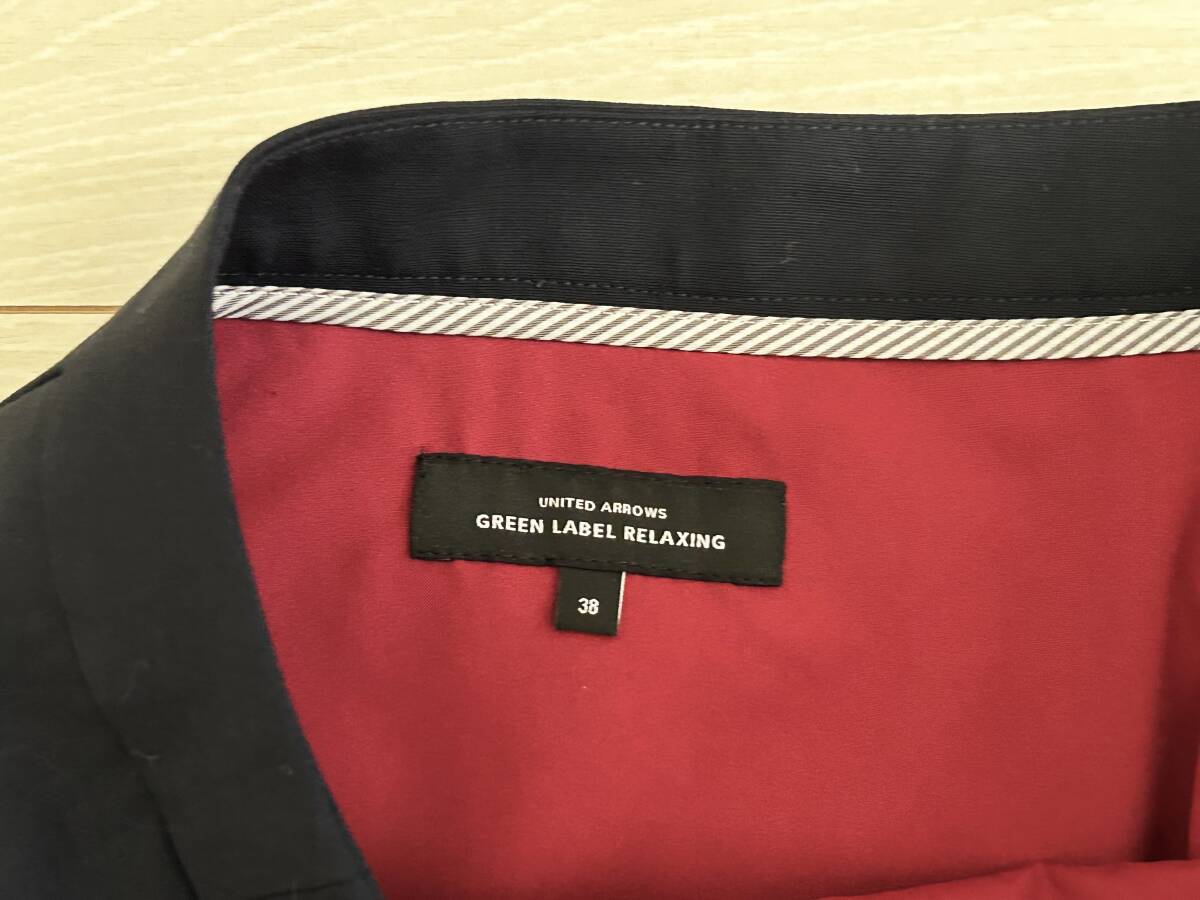 UNITED ARROWS
GREEN LABEL RELAXING
38